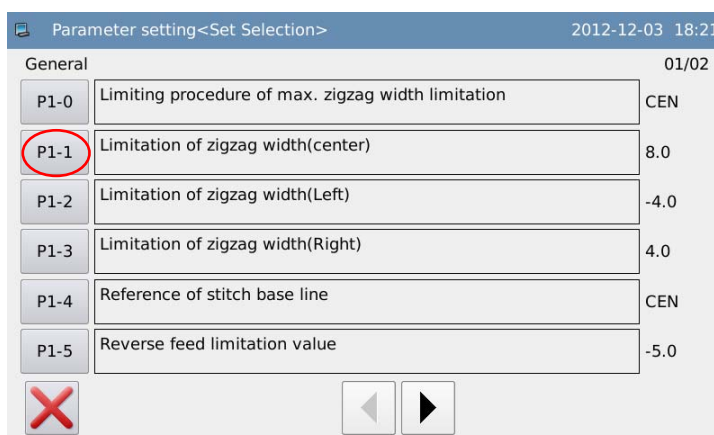 Parameter setting<Set Selection> 2012-12-03 18:21
General 01/02
P1-0 Limiting procedure of max. zigzag width limitation CEN
P1-1 Limitation of zigzag width(center) 8.0
P1-2 Limitation of zigzag width(Left) -4.0
P1-3 Limitation of zigzag width(Right) 4.0
P1-4 Reference of stitch base line CEN
P1-5 Reverse feed limitation value -5.0